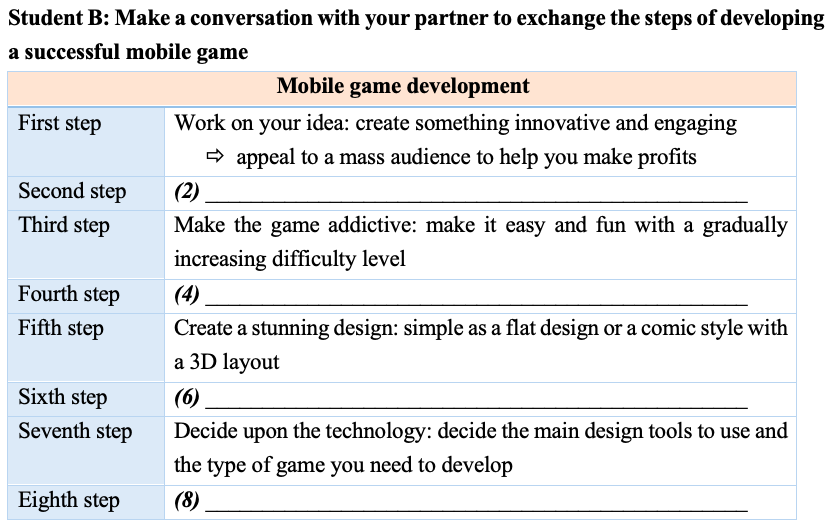 Student B: Make a conversation with your partner to exchange the steps of developing
a successful mobile game
Mobile game development
First step
Work on your idea: create something innovative and engaging
⇨ appeal to a mass audience to help you make profits
Second step
(2) ____________________
Third step
Make the game addictive: make it easy and fun with a gradually
increasing difficulty level
Fourth step
(4) ____________________
Fifth step
Create a stunning design: simple as a flat design or a comic style with
a 3D layout
Sixth step
(6) ____________________
Seventh step
Decide upon the technology: decide the main design tools to use and
the type of game you need to develop
Eighth step
(8) ____________________